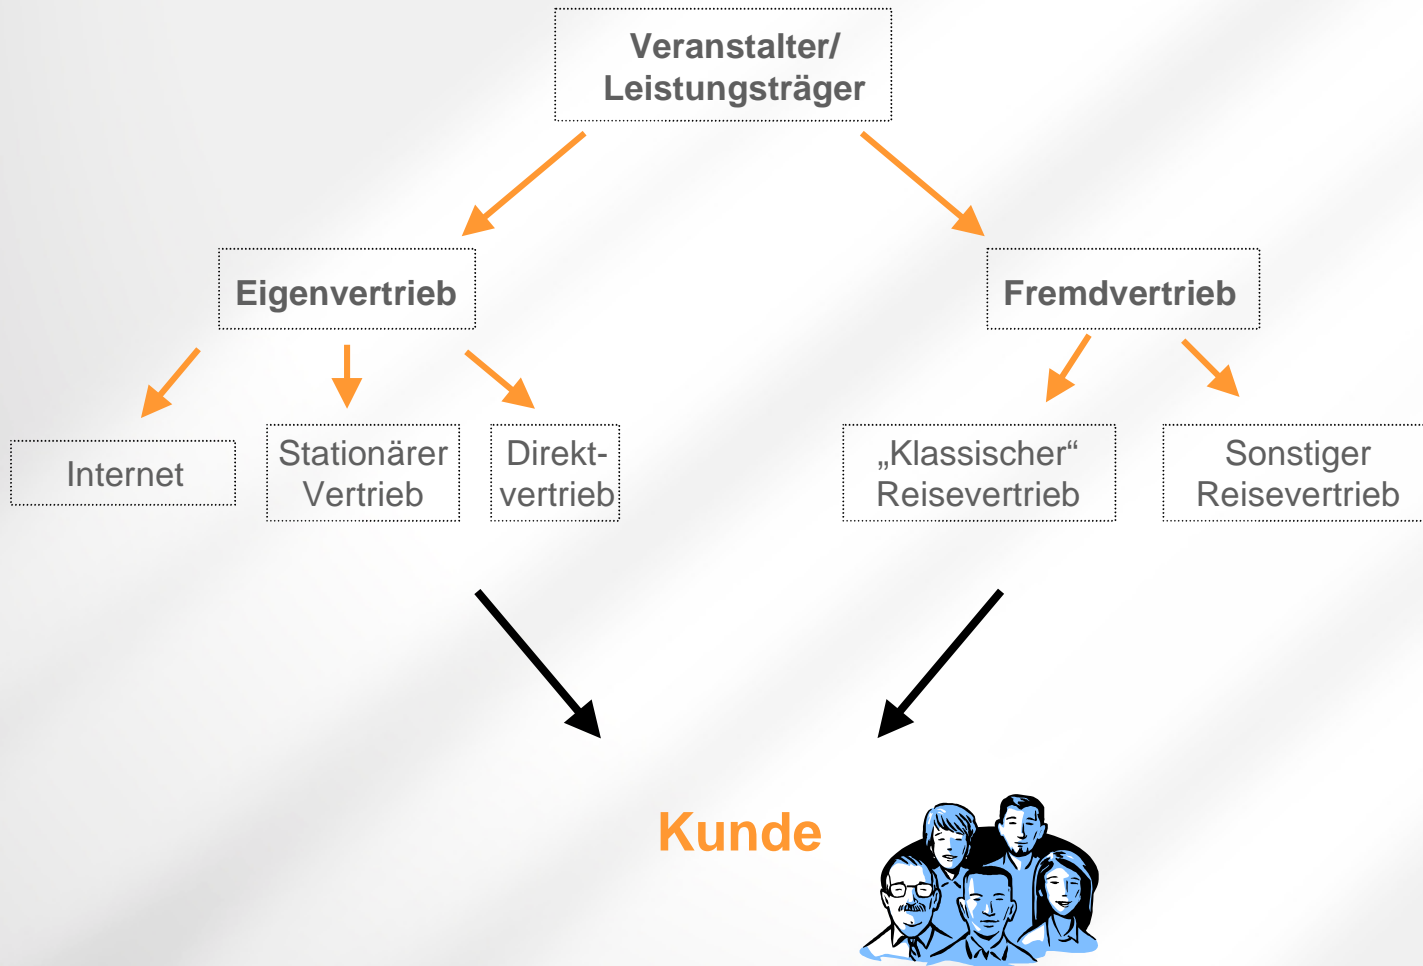 Veranstalter/
Leistungsträger
Eigenvertrieb
Fremdvertrieb
Internet
Stationärer
Vertrieb
Direkt-
vertrieb
„Klassischer“
Reisevertrieb
Sonstiger
Reisevertrieb
Kunde